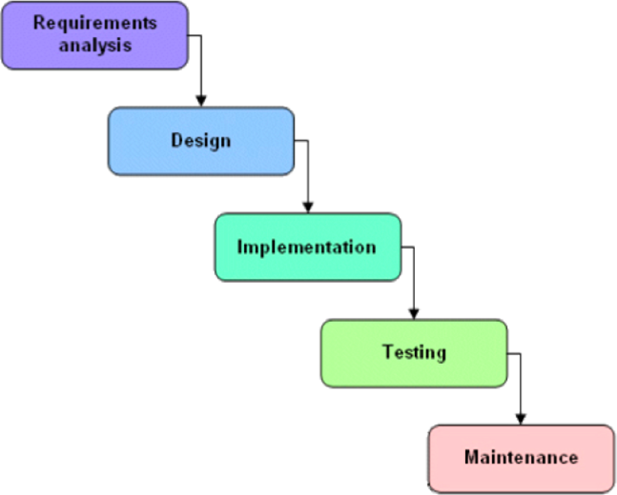 Requirements
analysis
Design
Implementation
Testing
Maintenance